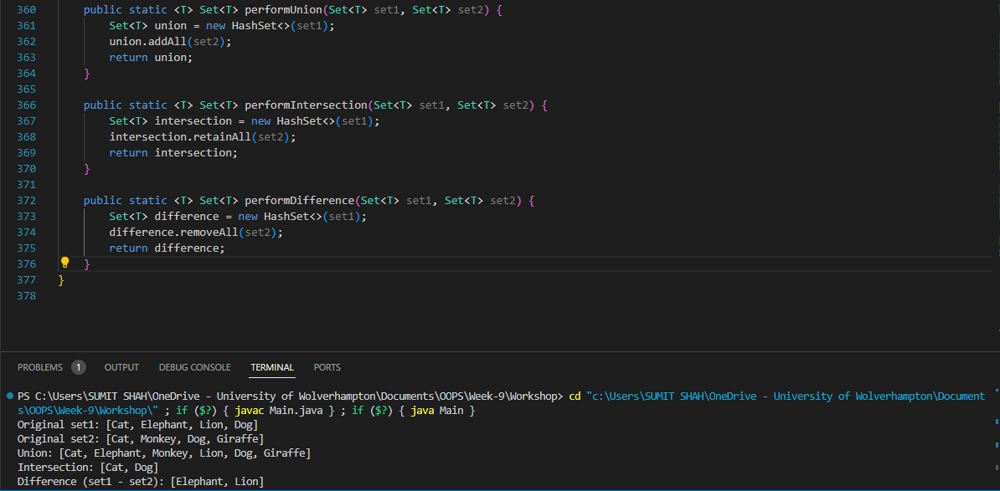 360 public static <T> Set<T> performUnion(Set<T> set1, Set<T> set2) {
361 Set<T> union = new HashSet<>(set1);
362 union.addAll(set2);
363 return union;
364 }
365
366 public static <T> Set<T> performIntersection(Set<T> set1, Set<T> set2) {
367 Set<T> intersection = new HashSet<>(set1);
368 intersection.retainAll(set2);
369 return intersection;
370 }
371
372 public static <T> Set<T> performDifference(Set<T> set1, Set<T> set2) {
373 Set<T> difference = new HashSet<>(set1);
374 difference.removeAll(set2);
375 return difference;
376 }
377 }
378
PROBLEMS 1 OUTPUT DEBUG CONSOLE TERMINAL PORTS
PS C:\Users\SUMIT SHAH\OneDrive - University of Wolverhampton\Documents\OOPS\Week-9\Workshop> cd "c:\Users\SUMIT SHAH\OneDrive - University of Wolverhampton\Document
s\OOPS\Week-9\Workshop\" ; if ($?) { javac Main.java } ; if ($?) { java Main }
Original set1: [Cat, Elephant, Lion, Dog]
Original set2: [Cat, Monkey, Dog, Giraffe]
Union: [Cat, Elephant, Monkey, Lion, Dog, Giraffe]
Intersection: [Cat, Dog]
Difference (set1 - set2): [Elephant, Lion]